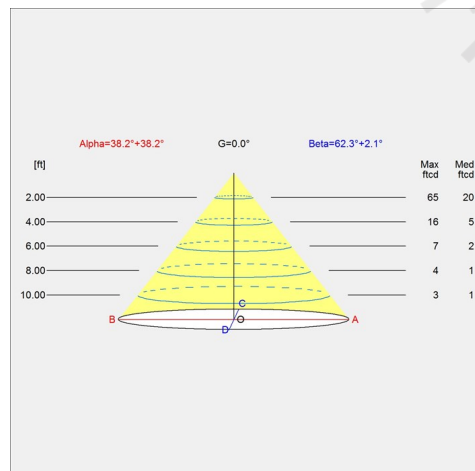 Alpha=38.2°+38.2° G=0.0° Beta=62.3°+2.1°
[ft] Max Med
ftcd ftcd
2.00 65 20
4.00 16 5
6.00 7 2
8.00 4 1
10.00 3 1
C
B O A
D